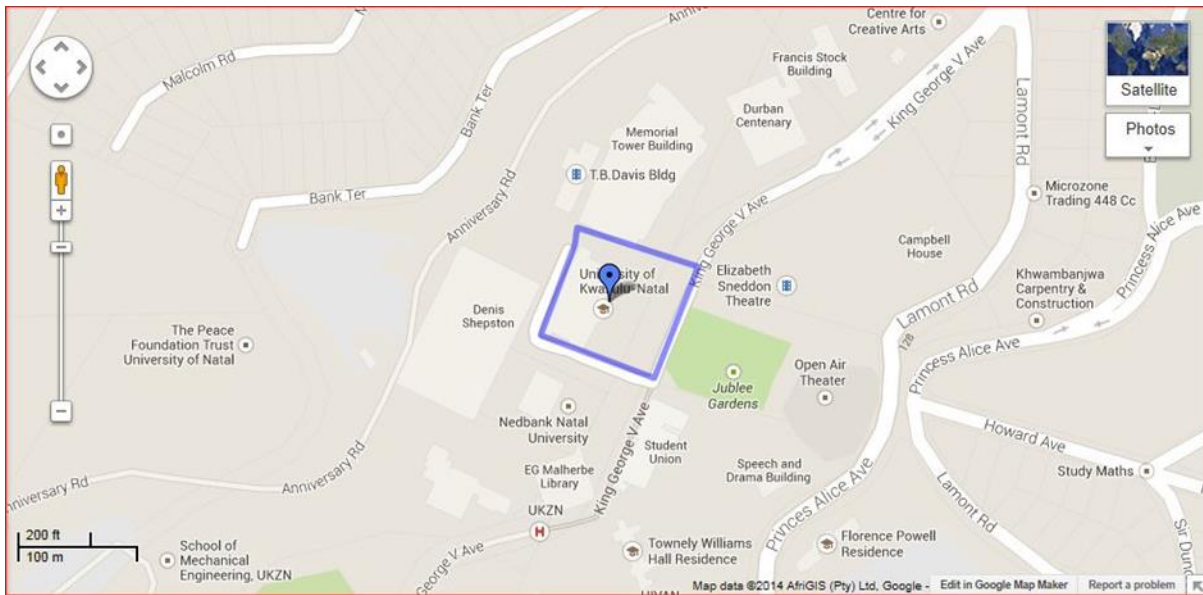 Centre for
Creative Arts
Anniversary
Francis Stock
Building
King George V Ave
Satellite
Photos
Malcolm Rd
Bank Ter
Durban
Centenary
Lamont Rd
Memorial
Tower Building
T.B.Davis Bldg
Anniversary Rd
Bank Ter
King George V Ave
Microzone
Trading 448 Cc
Princess Alice Ave
Campbell
House
University of
KwaZulu-Natal
Elizabeth
Sneddon
Theatre
Khwambanjwa
Carpentry &
Construction
Denis
Shepston
Lamont Rd
128
The Peace
Foundation Trust
University of Natal
Princess Alice Ave
Open Air
Theater
Jublee
Gardens
Nedbank Natal
University
King George V Ave
Student
Union
Howard Ave
EG Malherbe
Library
Speech and
Drama Building
Study Maths
Anniversary Rd
Anniversary Rd
Princes Alice Ave
Lamont Rd
UKZN
H
200 ft
100 m
School of
Mechanical
Engineering, UKZN
George V Ave
Townely Williams
Hall Residence
Florence Powell
Residence
Sir Dunc
Map data ©2014 AfriGIS (Pty) Ltd, Google -
Edit in Google Map Maker
Report a problem